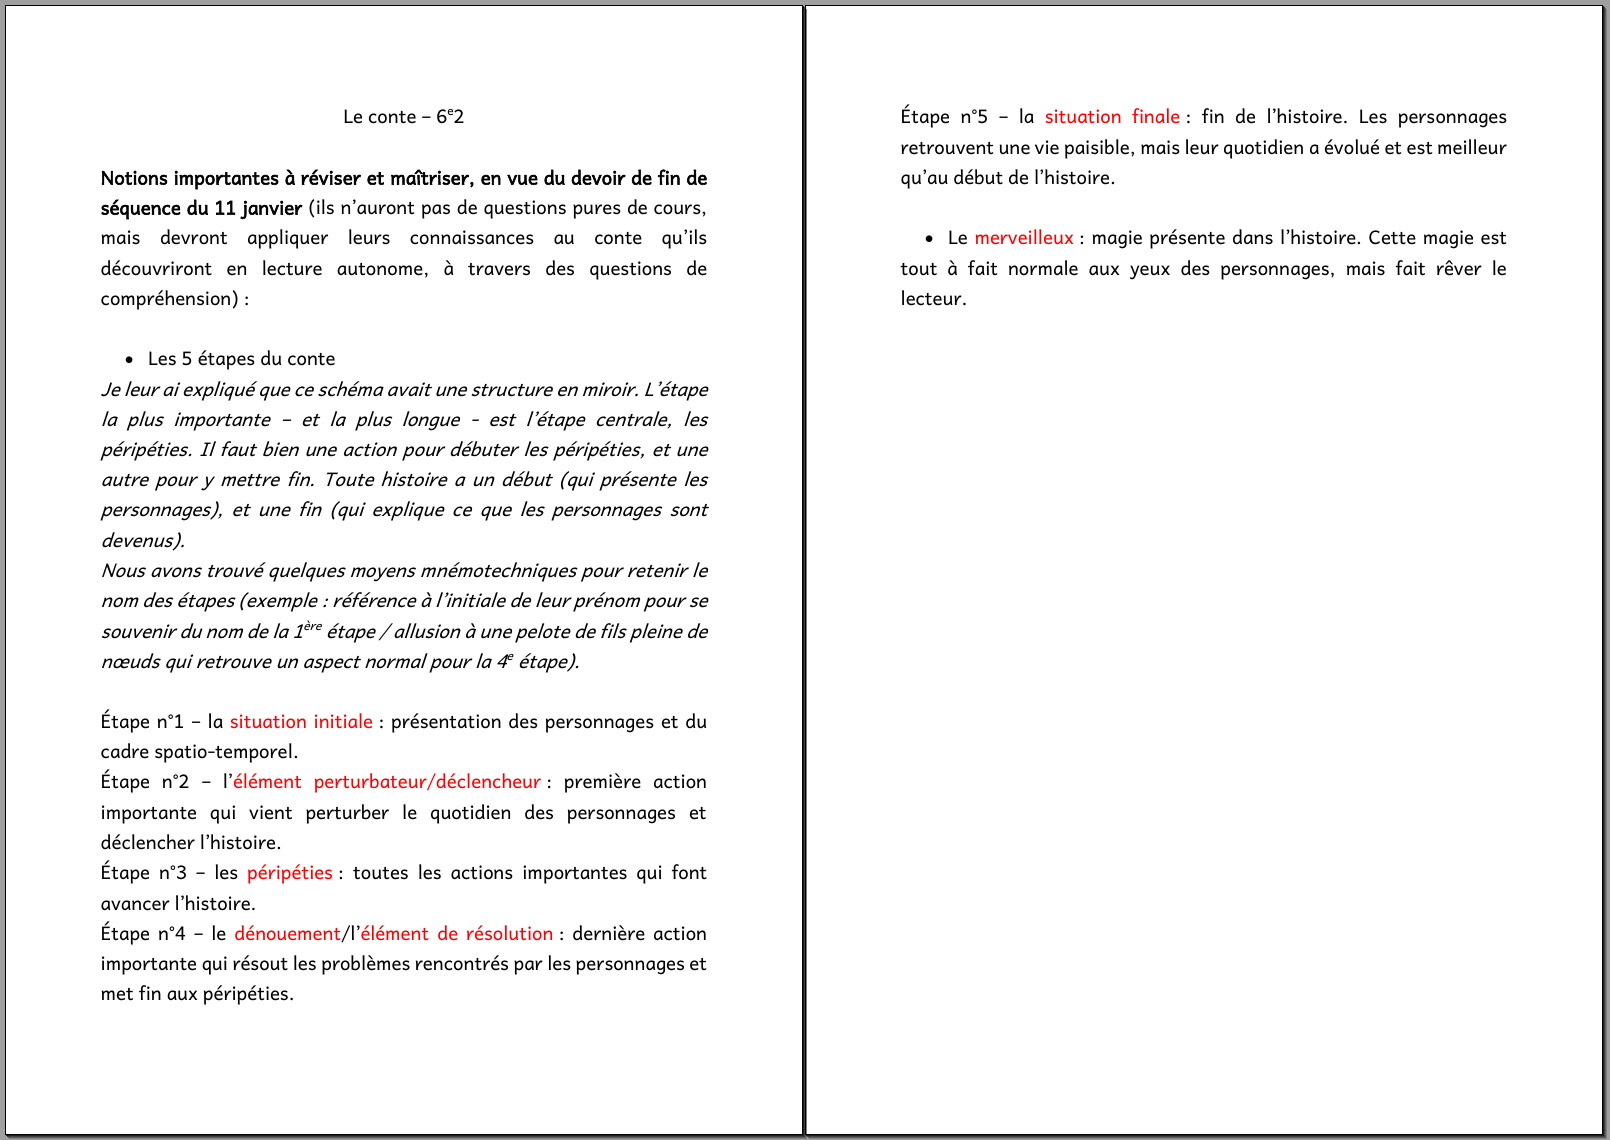 Le conte – 6e2
Notions importantes à réviser et maîtriser, en vue du devoir de fin de
séquence du 11 janvier (ils n’auront pas de questions pures de cours,
mais devront appliquer leurs connaissances au conte qu’ils
découvriront en lecture autonome, à travers des questions de
compréhension) :
• Les 5 étapes du conte
Je leur ai expliqué que ce schéma avait une structure en miroir. L’étape
la plus importante – et la plus longue - est l’étape centrale, les
péripéties. Il faut bien une action pour débuter les péripéties, et une
autre pour y mettre fin. Toute histoire a un début (qui présente les
personnages), et une fin (qui explique ce que les personnages sont
devenus).
Nous avons trouvé quelques moyens mnémotechniques pour retenir le
nom des étapes (exemple : référence à l’initiale de leur prénom pour se
souvenir du nom de la 1ère étape / allusion à une pelote de fils pleine de
nœuds qui retrouve un aspect normal pour la 4e étape).
Étape n°1 – la situation initiale : présentation des personnages et du
cadre spatio-temporel.
Étape n°2 – l’élément perturbateur/déclencheur : première action
importante qui vient perturber le quotidien des personnages et
déclencher l’histoire.
Étape n°3 – les péripéties : toutes les actions importantes qui font
avancer l’histoire.
Étape n°4 – le dénouement/l’élément de résolution : dernière action
importante qui résout les problèmes rencontrés par les personnages et
met fin aux péripéties.
Étape n°5 – la situation finale : fin de l’histoire. Les personnages
retrouvent une vie paisible, mais leur quotidien a évolué et est meilleur
qu’au début de l’histoire.
• Le merveilleux : magie présente dans l’histoire. Cette magie est
tout à fait normale aux yeux des personnages, mais fait rêver le
lecteur.